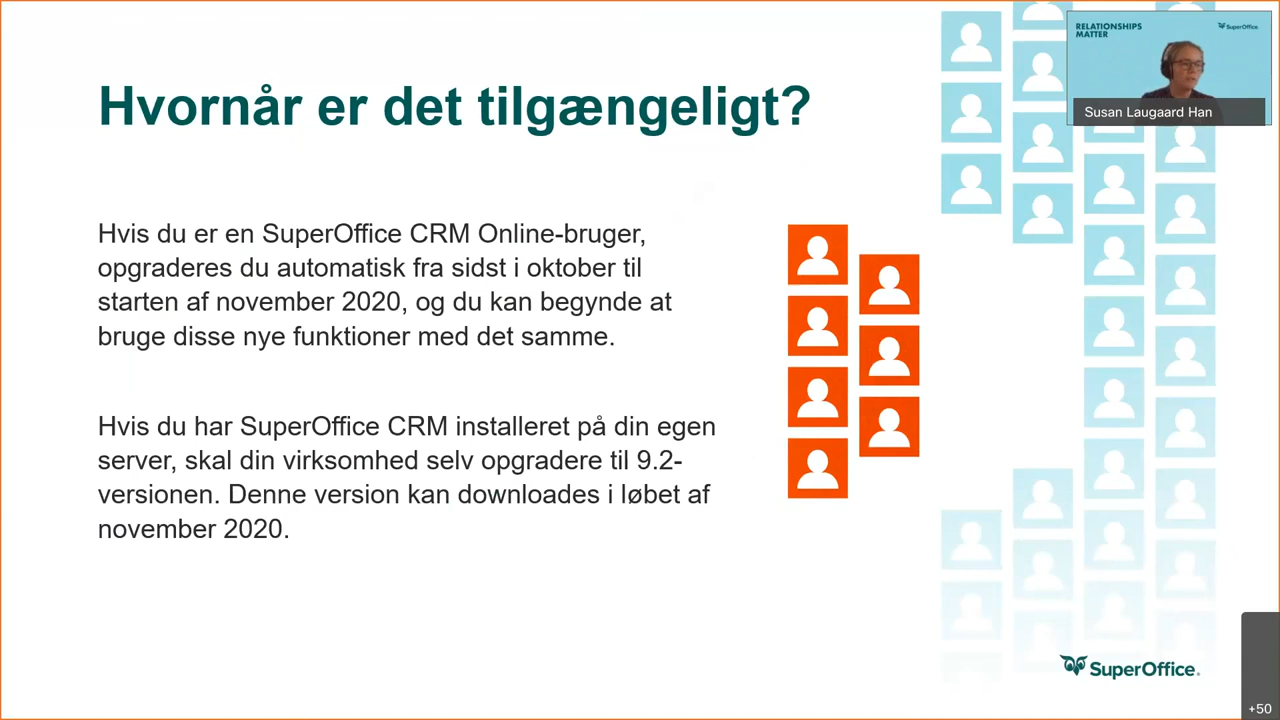 Hvornår er det tilgængeligt?
Hvis du er en SuperOffice CRM Online-bruger,
opgraderes du automatisk fra sidst i oktober til
starten af november 2020, og du kan begynde at
bruge disse nye funktioner med det samme.
Hvis du har SuperOffice CRM installeret på din egen
server, skal din virksomhed selv opgradere til 9.2-
versionen. Denne version kan downloades i løbet af
november 2020.
RELATIONSHIPS
MATTER
SuperOffice
Susan Laugaard Han
SuperOffice.
+50